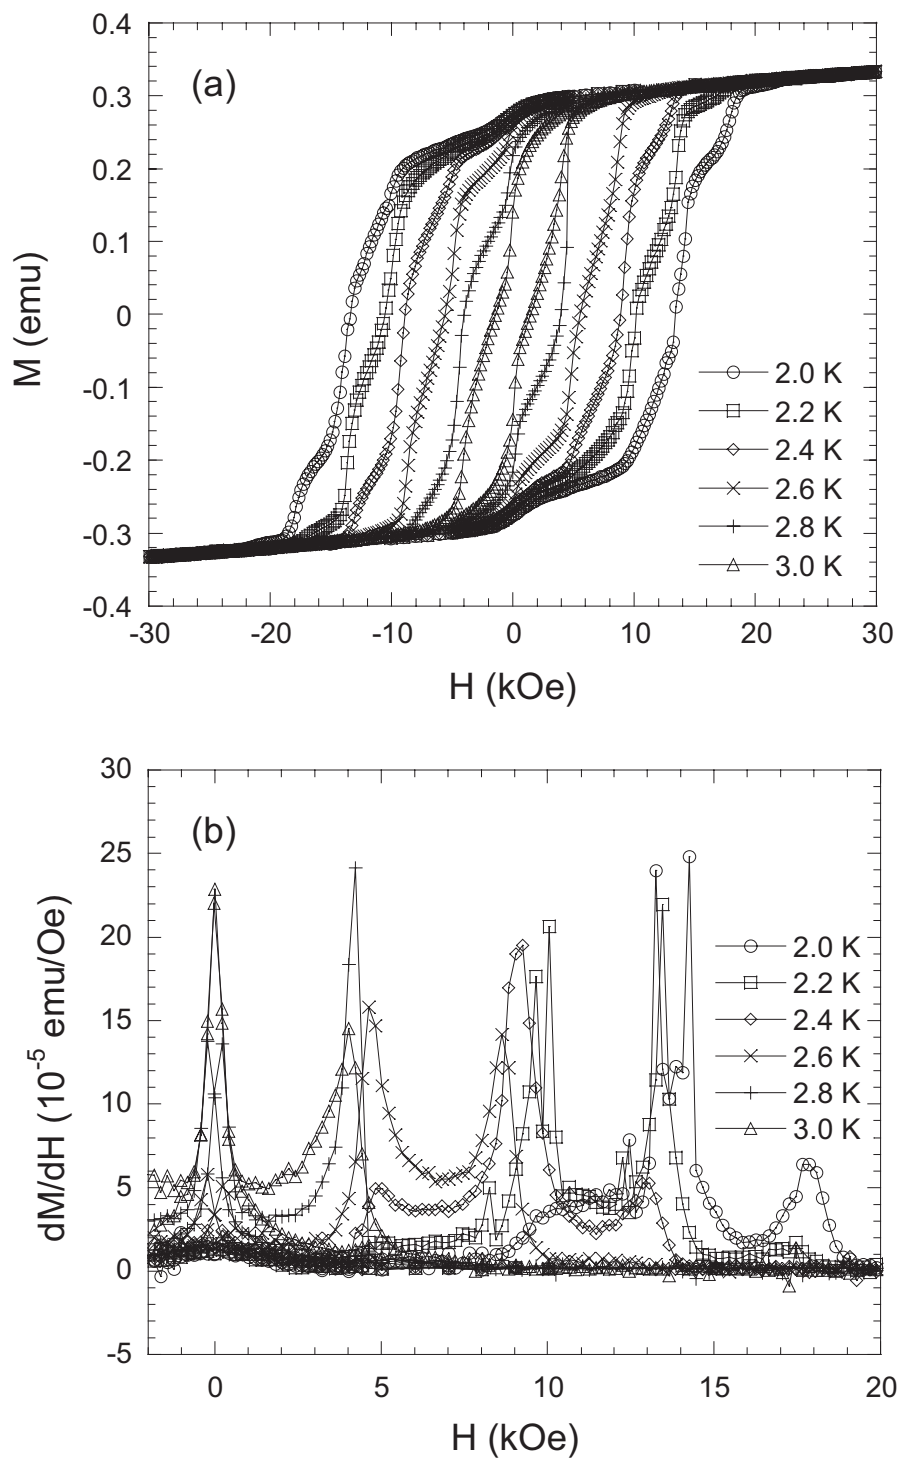 0.4
(a)
0.3
0.2
0.1
0
-0.1
-0.2
-0.3
-0.4
M (emu)
2.0 K
2.2 K
2.4 K
2.6 K
2.8 K
3.0 K
-30 -20 -10 0 10 20 30
H (kOe)
30
(b)
25
20
15
10
5
0
-5
dM/dH (10⁻⁵ emu/Oe)
2.0 K
2.2 K
2.4 K
2.6 K
2.8 K
3.0 K
0 5 10 15 20
H (kOe)